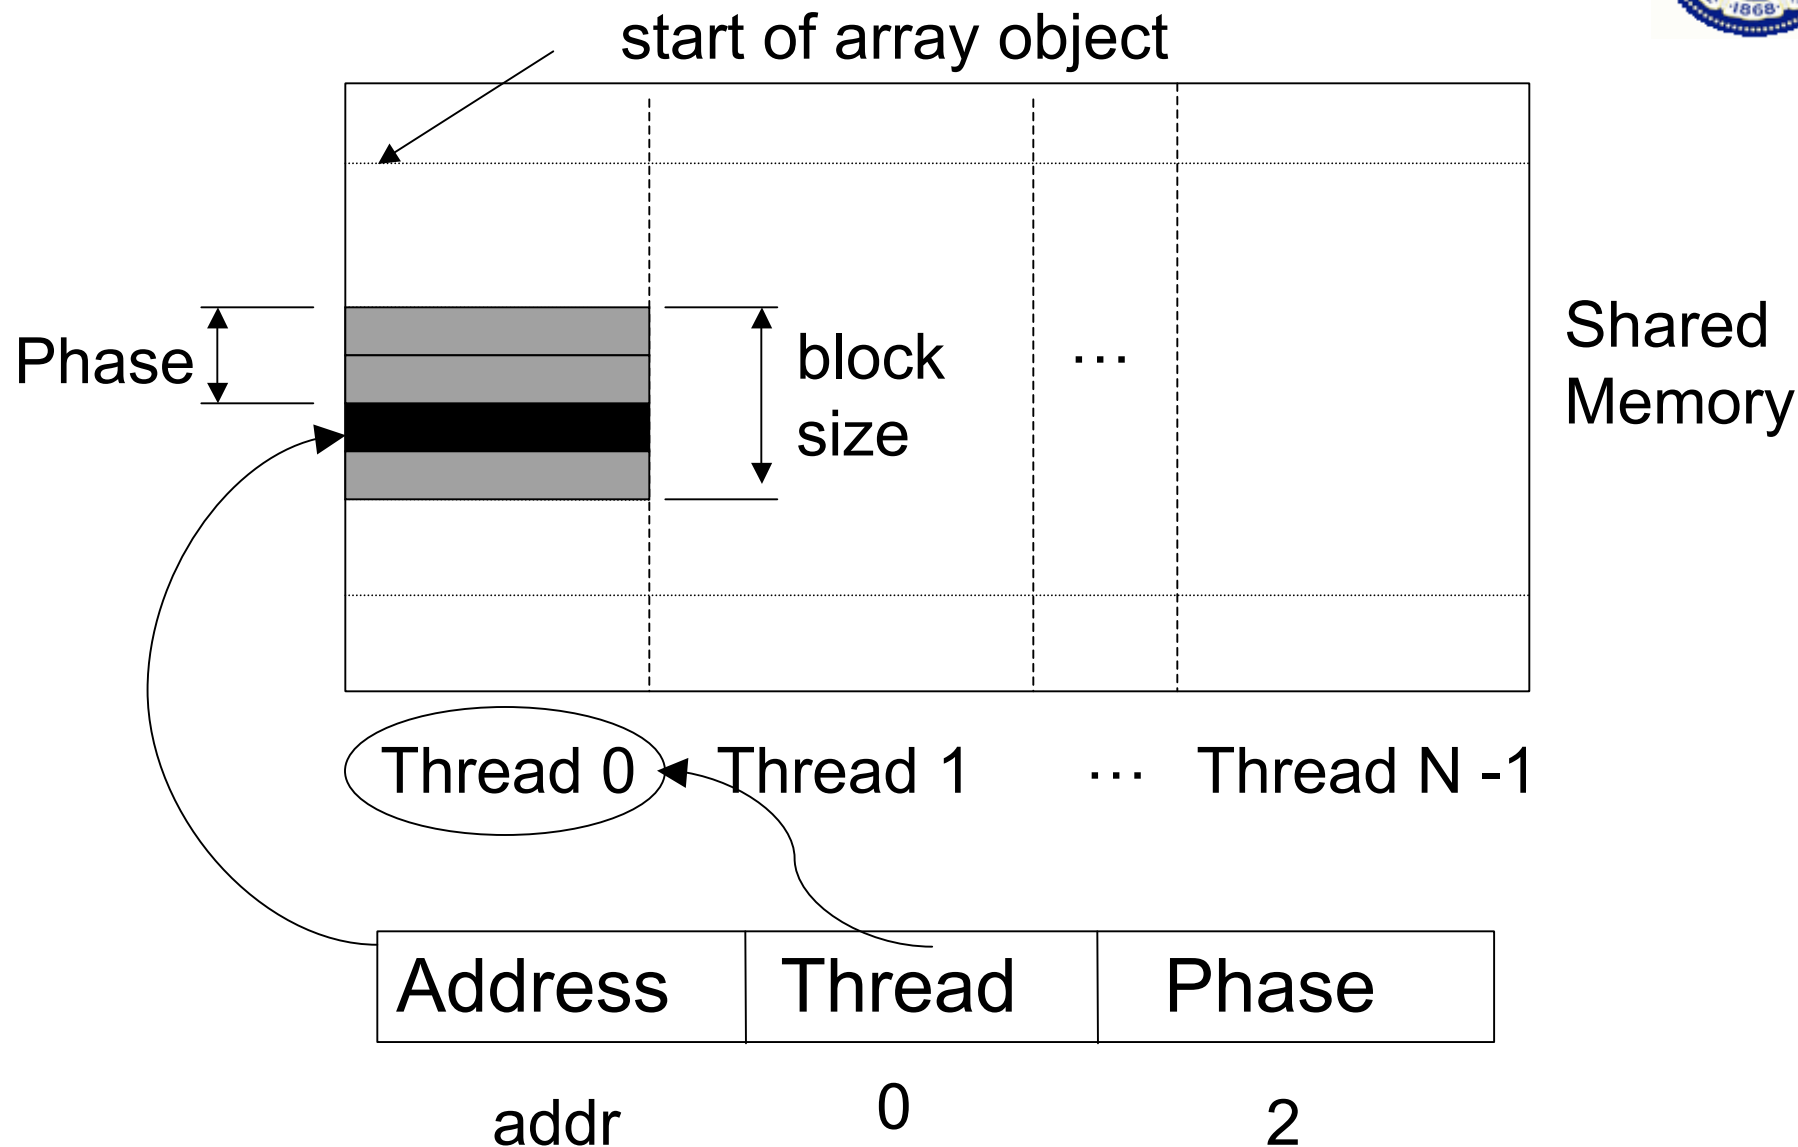 1868
start of array object
Phase
block
size
...
Shared
Memory
Thread 0
Thread 1
...
Thread N -1
Address
Thread
Phase
addr
0
2